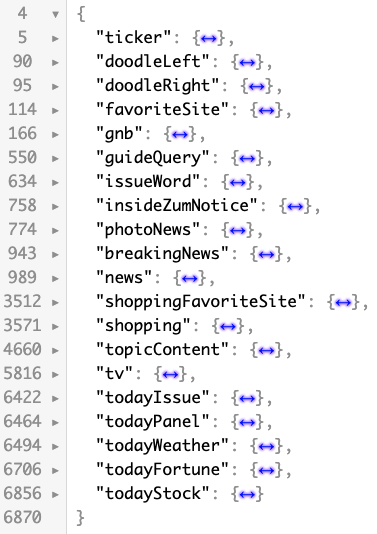 4 ▼ {
5 ► "ticker": {↔},
90 ► "doodleLeft": {↔},
95 ► "doodleRight": {↔},
114 ► "favoriteSite": {↔},
166 ► "gnb": {↔},
550 ► "guideQuery": {↔},
634 ► "issueWord": {↔},
758 ► "insideZumNotice": {↔},
774 ► "photoNews": {↔},
943 ► "breakingNews": {↔},
989 ► "news": {↔},
3512 ► "shoppingFavoriteSite": {↔},
3571 ► "shopping": {↔},
4660 ► "topicContent": {↔},
5816 ► "tv": {↔},
6422 ► "todayIssue": {↔},
6464 ► "todayPanel": {↔},
6494 ► "todayWeather": {↔},
6706 ► "todayFortune": {↔},
6856 ► "todayStock": {↔}
6870 }